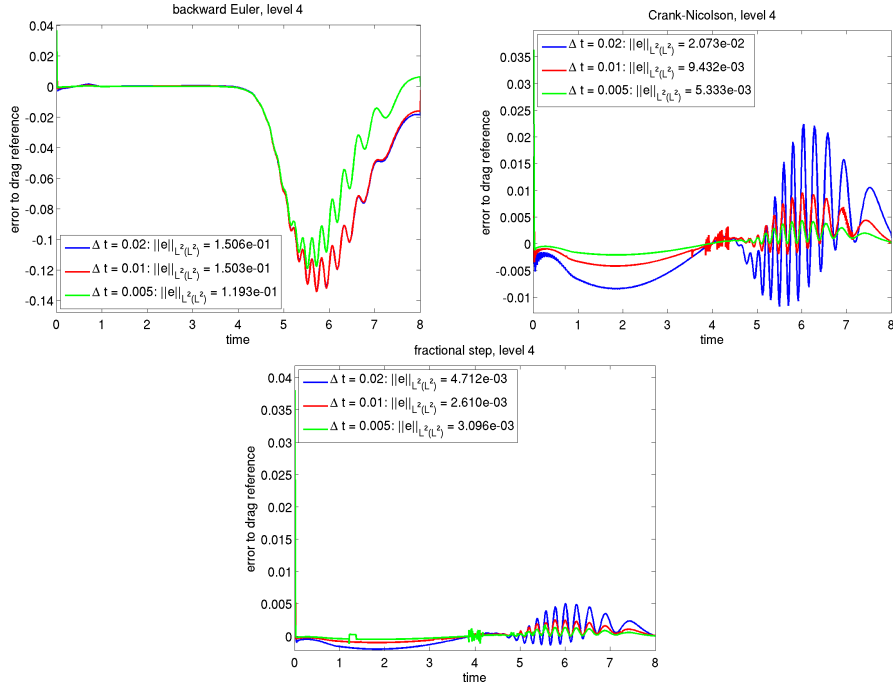 backward Euler, level 4
0.04
0.02
0
-0.02
-0.04
-0.06
-0.08
-0.1
-0.12
-0.14
error to drag reference
Δ t = 0.02: ||e||L²(L²) = 1.506e-01
Δ t = 0.01: ||e||L²(L²) = 1.503e-01
Δ t = 0.005: ||e||L²(L²) = 1.193e-01
0 1 2 3 4 5 6 7 8
time
Crank-Nicolson, level 4
0.035
0.03
0.025
0.02
0.015
0.01
0.005
0
-0.005
-0.01
error to drag reference
Δ t = 0.02: ||e||L²(L²) = 2.073e-02
Δ t = 0.01: ||e||L²(L²) = 9.432e-03
Δ t = 0.005: ||e||L²(L²) = 5.333e-03
0 1 2 3 4 5 6 7 8
time
fractional step, level 4
0.04
0.035
0.03
0.025
0.02
0.015
0.01
0.005
0
error to drag reference
Δ t = 0.02: ||e||L²(L²) = 4.712e-03
Δ t = 0.01: ||e||L²(L²) = 2.610e-03
Δ t = 0.005: ||e||L²(L²) = 3.096e-03
0 1 2 3 4 5 6 7 8
time